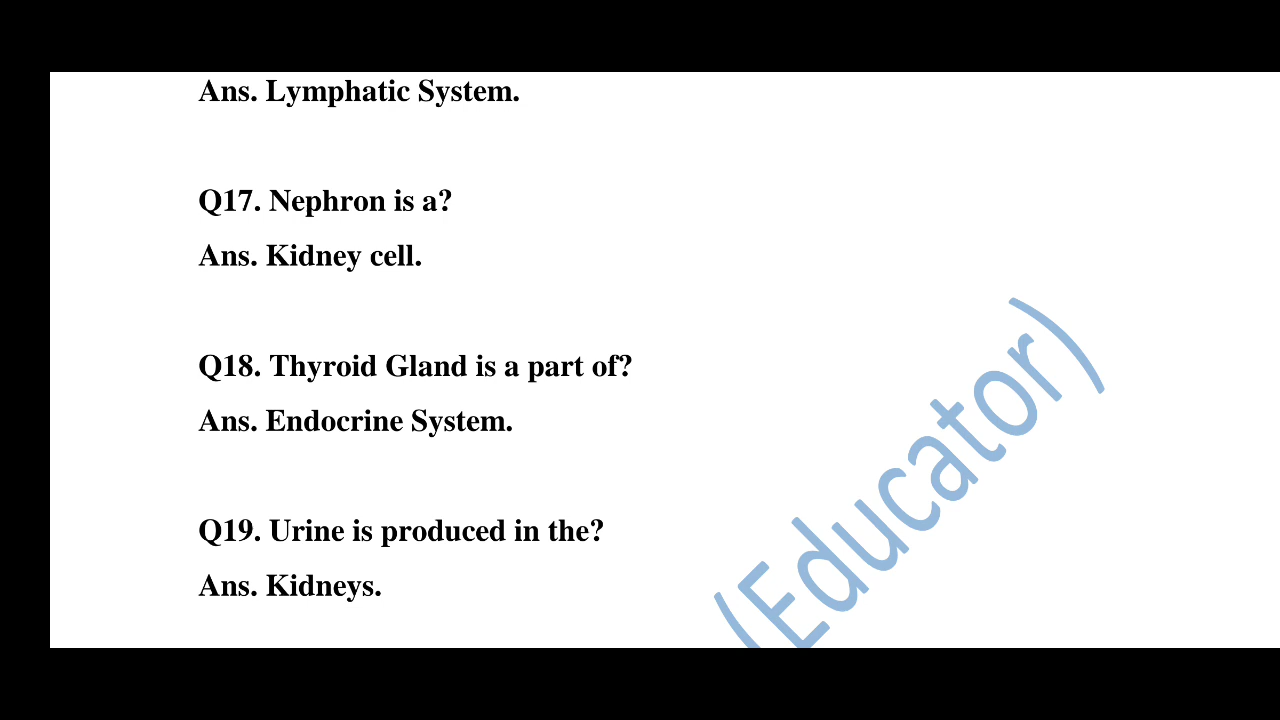 Ans. Lymphatic System.
Q17. Nephron is a?
Ans. Kidney cell.
Q18. Thyroid Gland is a part of?
Ans. Endocrine System.
Q19. Urine is produced in the?
Ans. Kidneys.
(Educator)